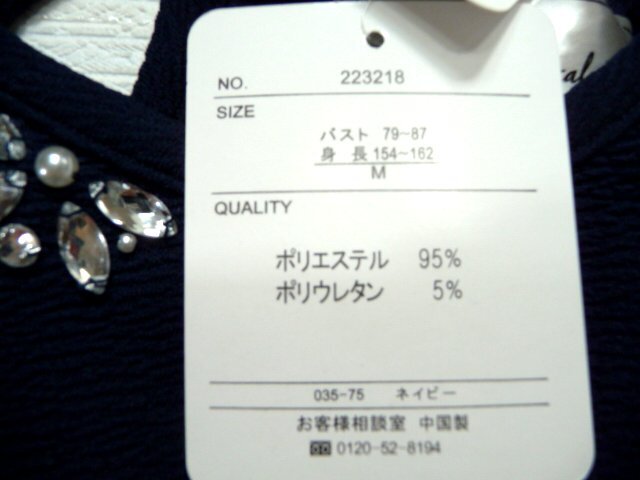 NO. 223218
SIZE
バスト 79~87
身 長 154~162
M
QUALITY
ポリエステル 95%
ポリウレタン 5%
035-75 ネイビー
お客様相談室 中国製
0120-52-8194